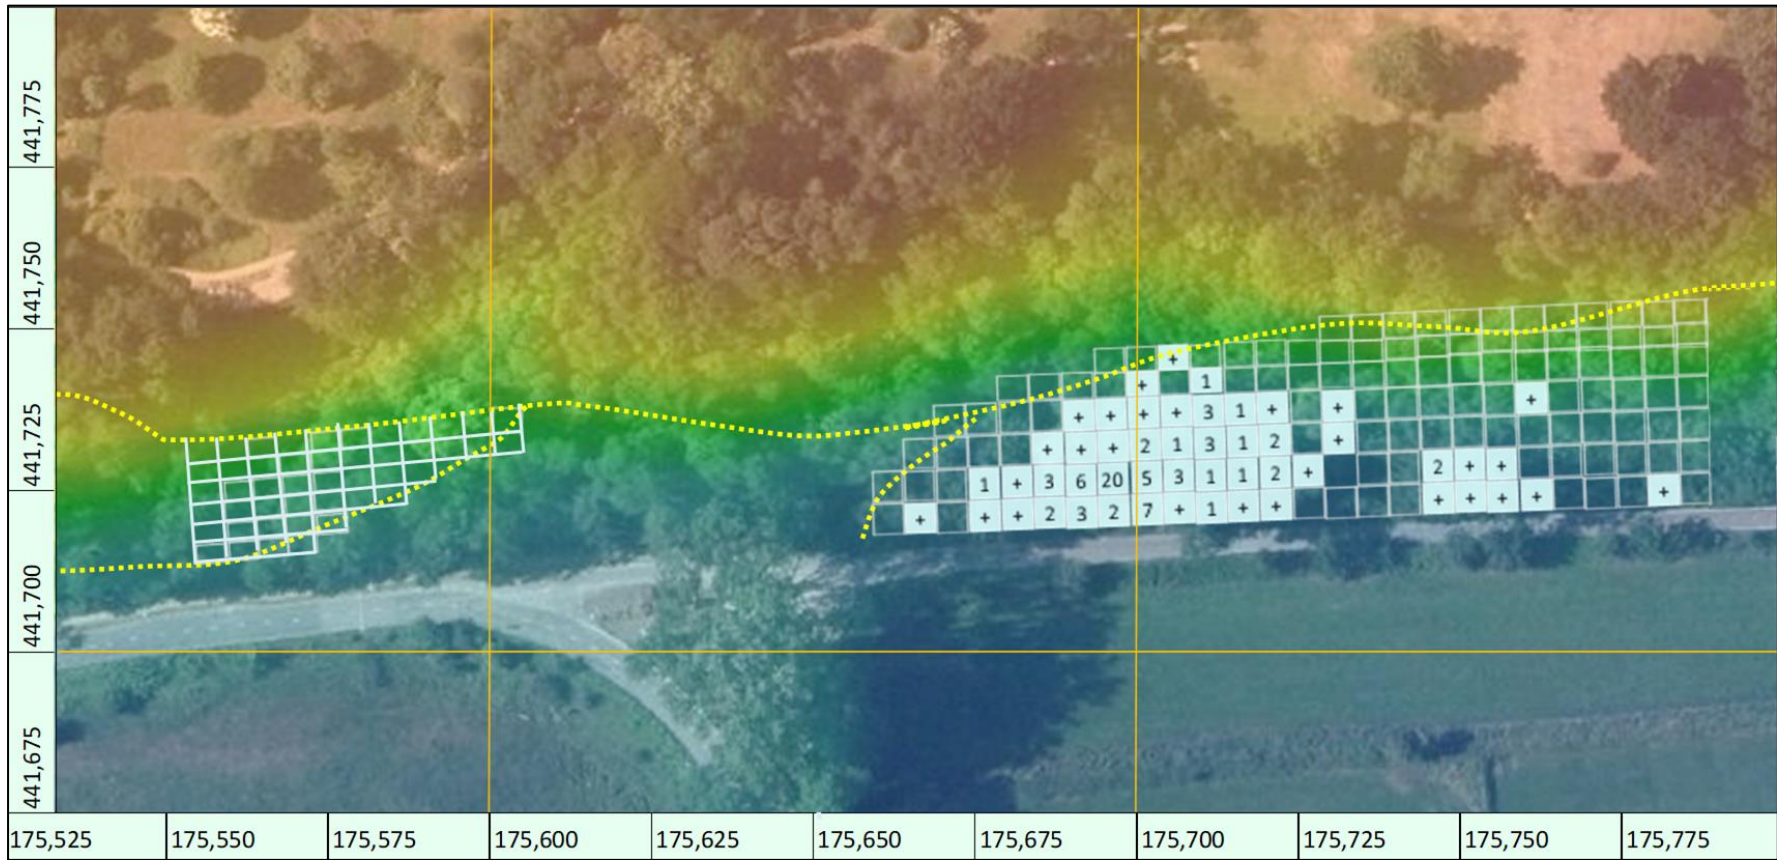 441,775
441,750
441,725
441,700
441,675
+
+ 1
+ + + + 3 1 + + +
+ + + 2 1 3 1 2 +
1 + 3 6 20 5 3 1 1 2 + 2 + +
+ + + 2 3 2 7 + 1 + + + + + + +
175,525 175,550 175,575 175,600 175,625 175,650 175,675 175,700 175,725 175,750 175,775